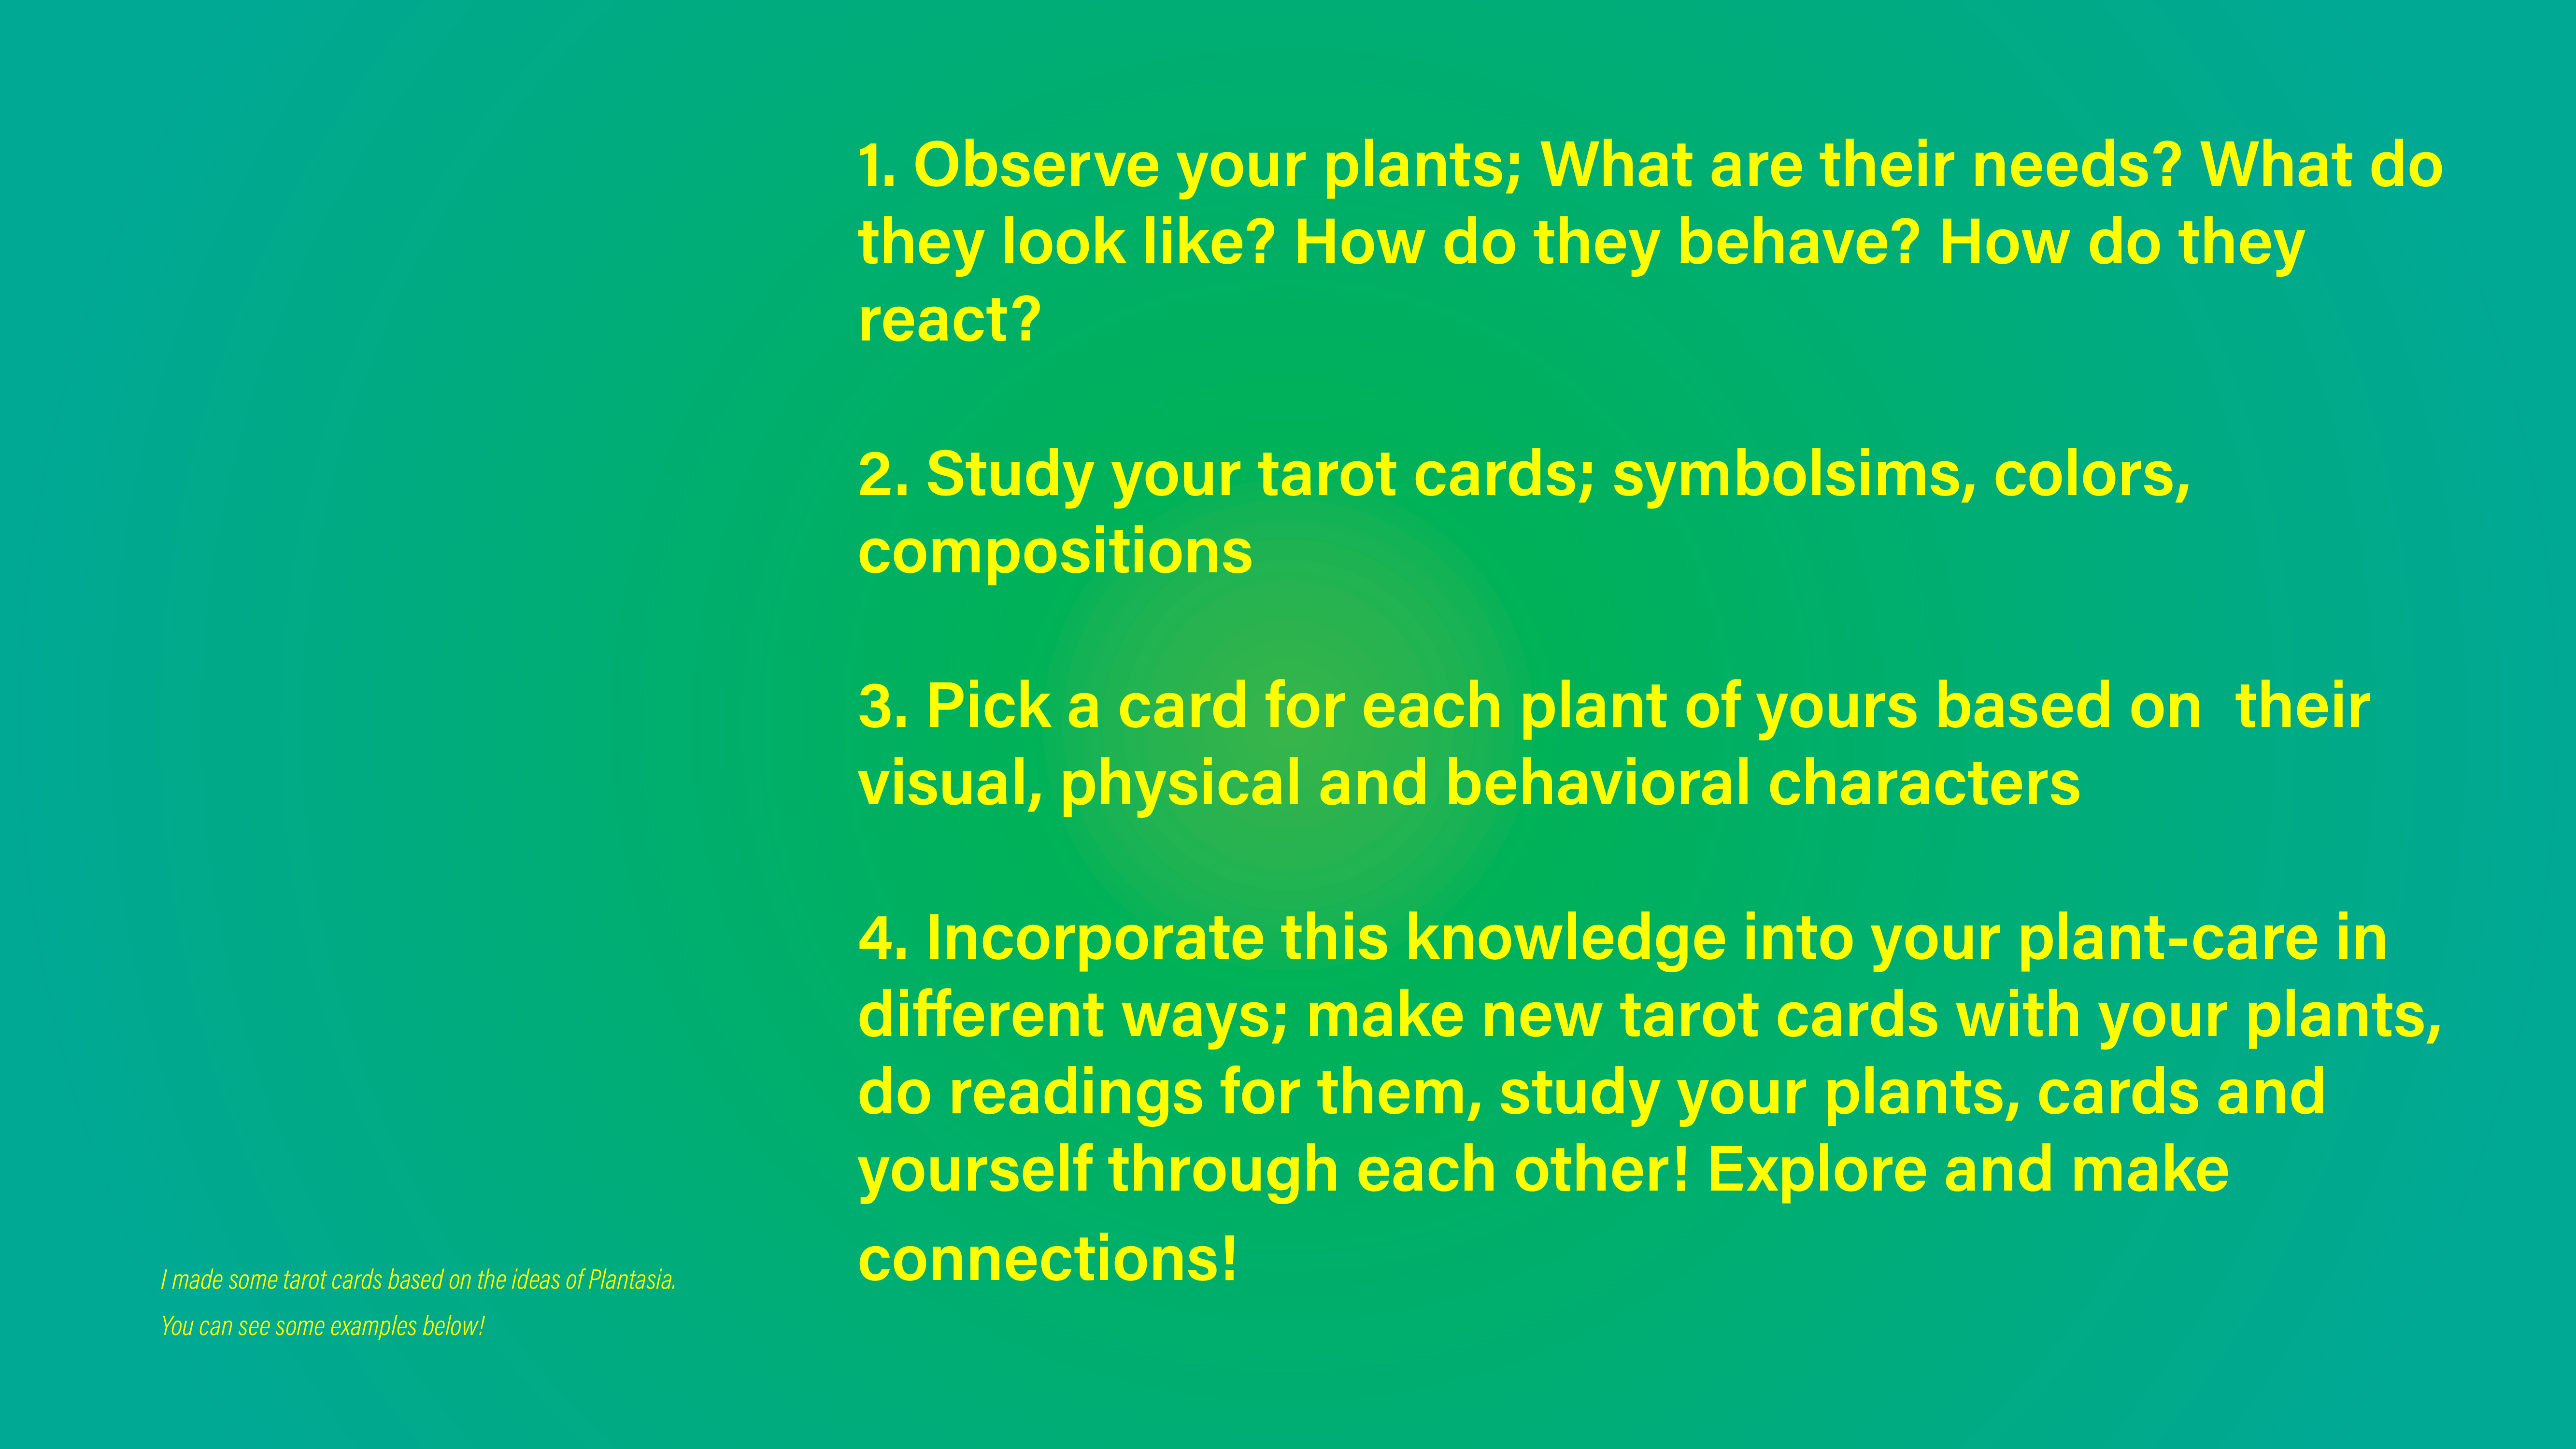 1. Observe your plants; What are their needs? What do
they look like? How do they behave? How do they
react?
2. Study your tarot cards; symbolsims, colors,
compositions
3. Pick a card for each plant of yours based on  their
visual, physical and behavioral characters
4. Incorporate this knowledge into your plant-care in
different ways; make new tarot cards with your plants,
do readings for them, study your plants, cards and
yourself through each other! Explore and make
connections!
I made some tarot cards based on the ideas of Plantasia.
You can see some examples below!